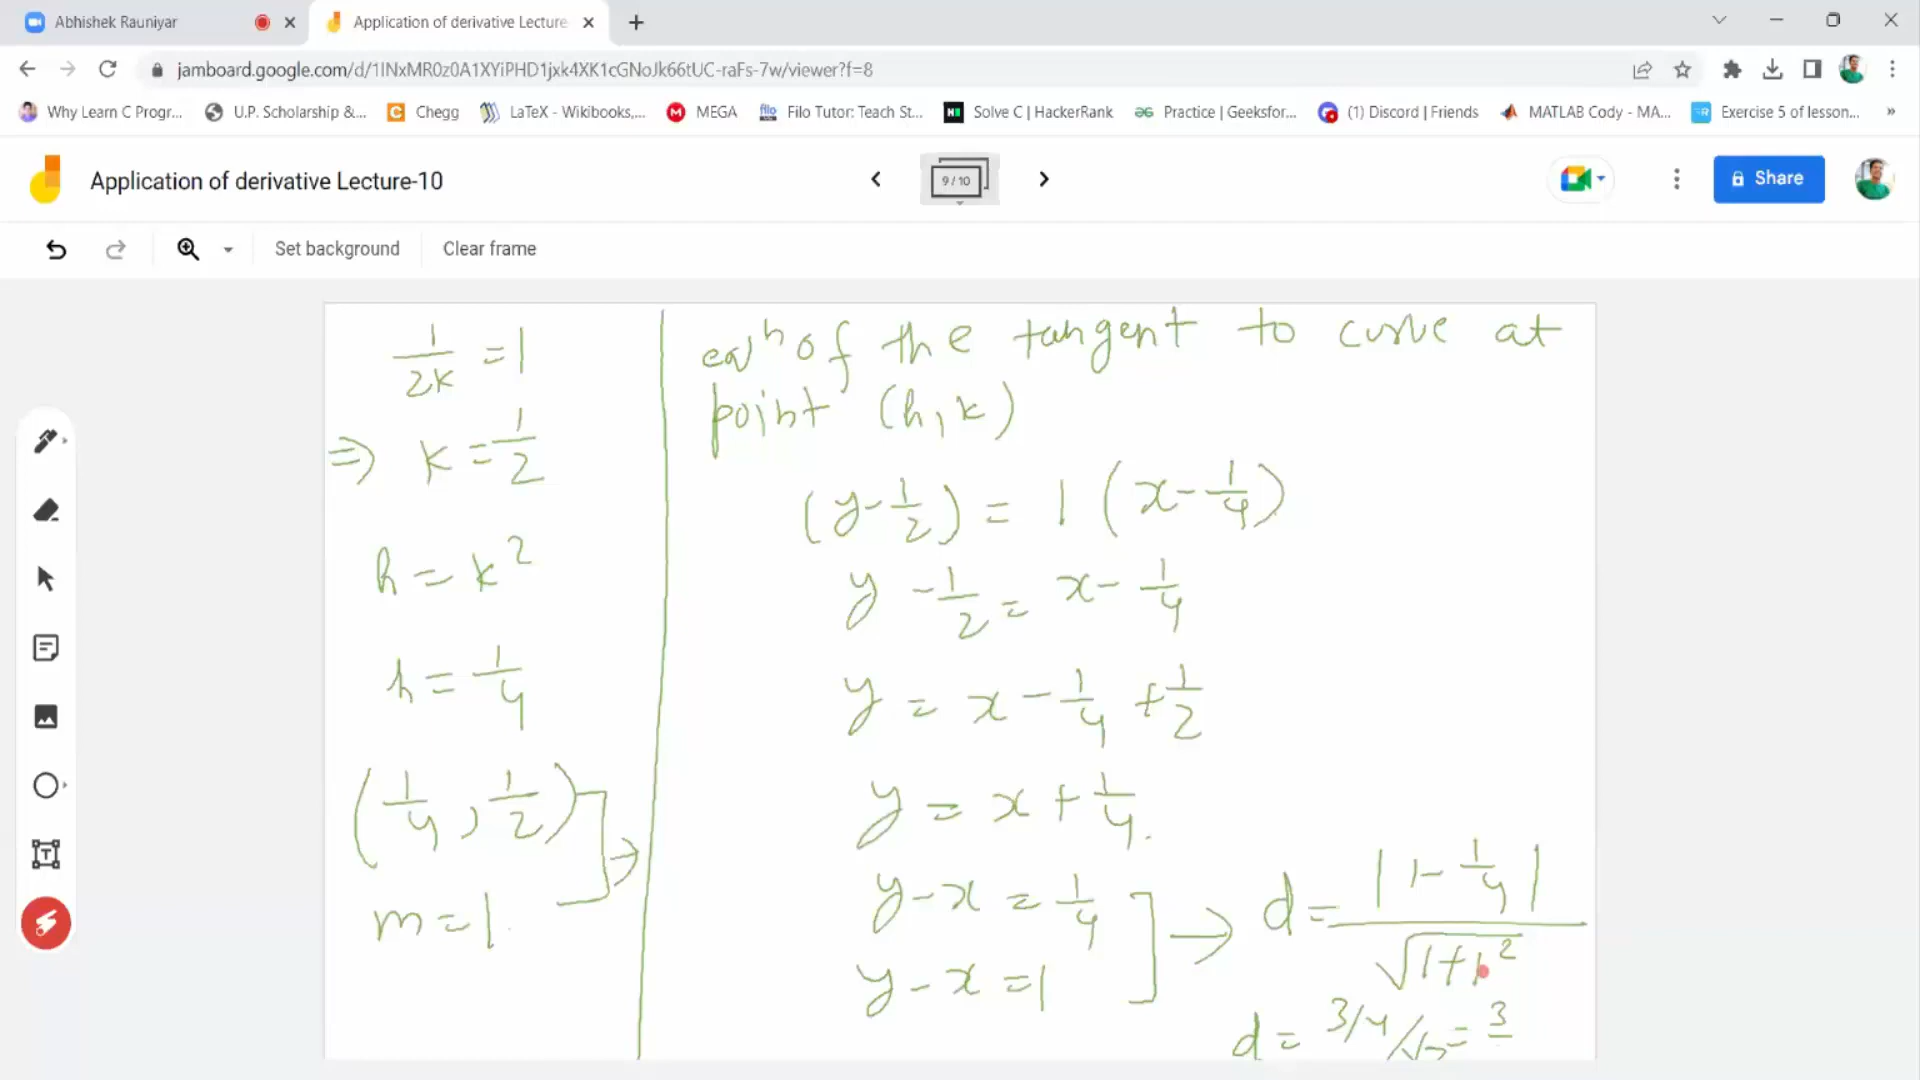 Abhishek Rauniyar
Application of derivative Lecture
jamboard.google.com/d/1INxMR0z0A1XYiPHD1jxk4XK1cGNoJk66tUC-raFs-7w/viewer?f=8
Why Learn C Progr...
U.P. Scholarship &...
Chegg
LaTeX - Wikibooks,...
MEGA
Filo Tutor: Teach St...
Solve C | HackerRank
Practice | Geeksfor...
(1) Discord | Friends
MATLAB Cody - MA...
Exercise 5 of lesson...
»
Application of derivative Lecture-10
9 / 10
Share
Set background
Clear frame
1/2k = 1
⇒ k = 1/2
h = k²
h = 1/4
(1/4, 1/2)
m = 1
eqⁿ of the tangent to curve at
point (h, k)
(y - 1/2) = 1 (x - 1/4)
y - 1/2 = x - 1/4
y = x - 1/4 + 1/2
y = x + 1/4.
y - x = 1/4
y - x = 1
→ d = |1 - 1/4| / √1+1²
d = 3/4/√2 = 3